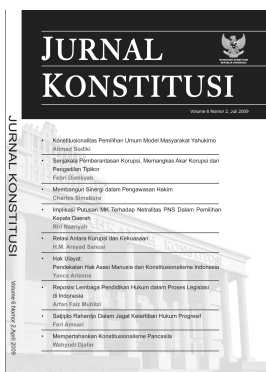 JURNAL
KONSTITUSI
MAHKAMAH KONSTITUSI
REPUBLIK INDONESIA
Volume 6 Nomor 2, Juli 2009
JURNAL KONSTITUSI
Volume 6 Nomor 2 April 2009
• Konstitusionalitas Pemilihan Umum Model Masyarakat Yahukimo
Ahmad Sodiki
• Senjakala Pemberantasan Korupsi, Memangkas Akar Korupsi dari
Pengadilan Tipikor
Febri Diansyah
• Membangun Sinergi dalam Pengawasan Hakim
Charles Simabura
• Implikasi Putusan MK Terhadap Netralitas PNS Dalam Pemilihan
Kepala Daerah
Riri Nazriyah
• Relasi Antara Korupsi dan Kekuasaan
H.M. Arsyad Sanusi
• Hak Ulayat:
Pendekatan Hak Asasi Manusia dan Konstitusionalisme Indonesia
Yance Arizona
• Reposisi Lembaga Pendidikan Hukum dalam Proses Legislasi
di Indonesia
Arfan Faiz Muhlizi
• Satjipto Rahardjo Dalam Jagat Ketertiban Hukum Progresif
Feri Amsari
• Mempertahankan Konstitusionalisme Pancasila
Wahyudi Djafar